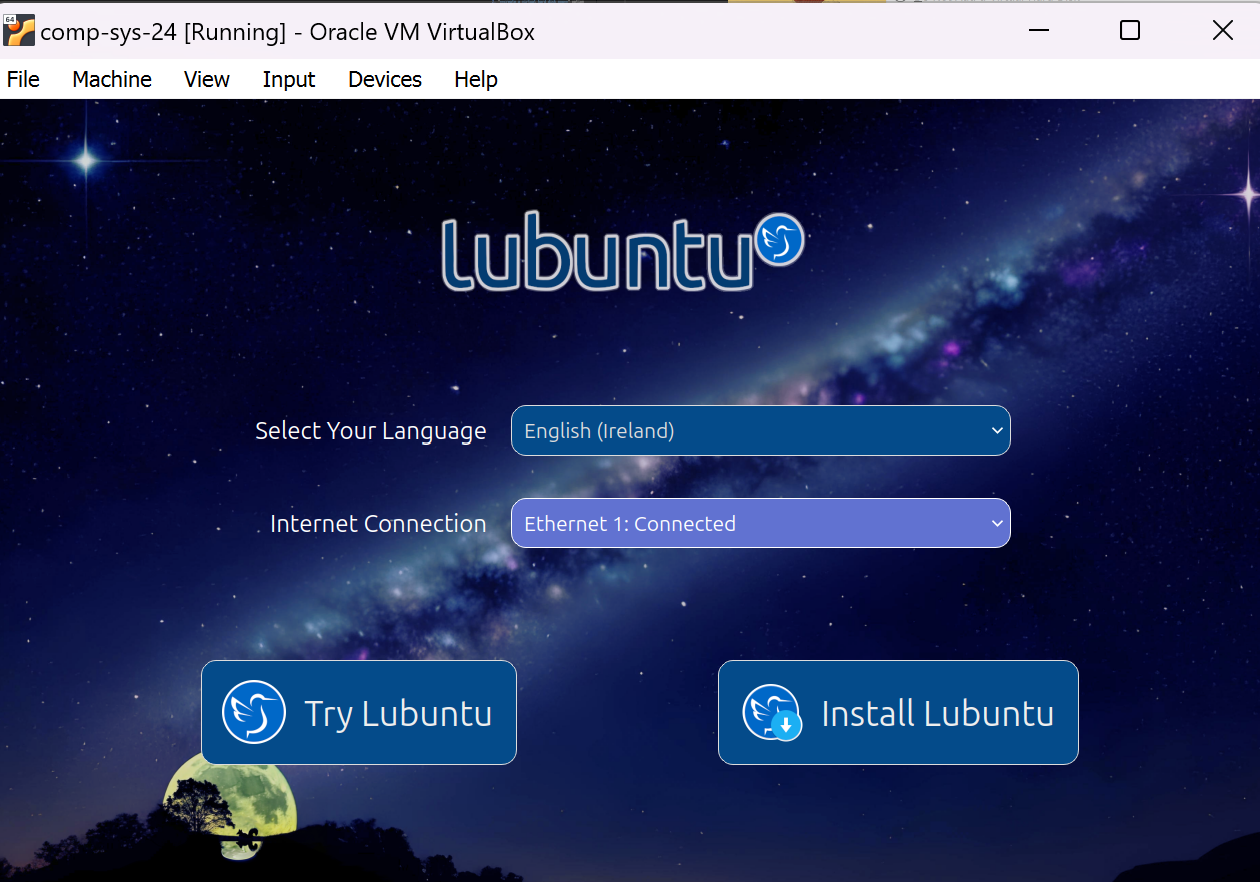 64
comp-sys-24 [Running] - Oracle VM VirtualBox
File Machine View Input Devices Help
lubuntu
Select Your Language English (Ireland)
Internet Connection Ethernet 1: Connected
Try Lubuntu Install Lubuntu